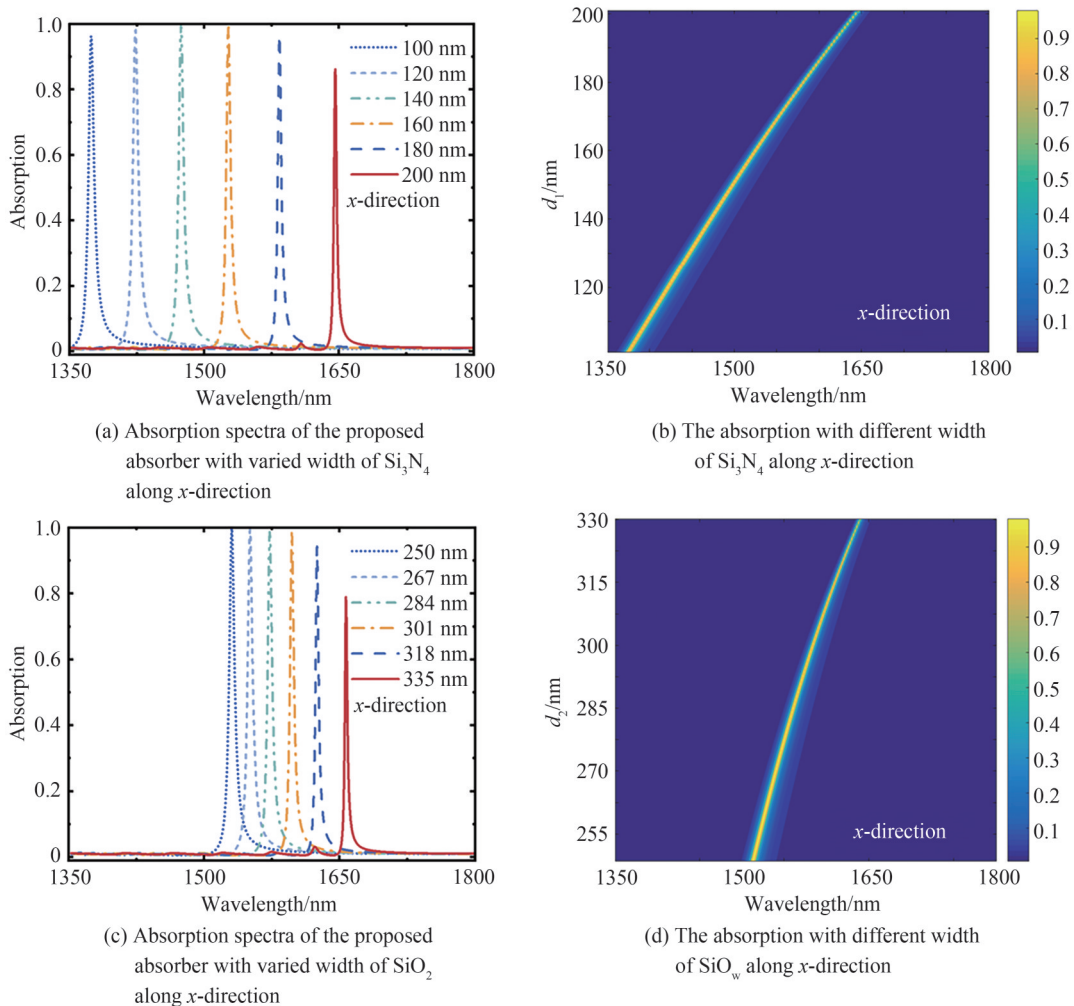 1.0
0.8
0.6
0.4
0.2
0
Absorption
100 nm
120 nm
140 nm
160 nm
180 nm
200 nm
x-direction
1350 1500 1650 1800
Wavelength/nm
(a) Absorption spectra of the proposed
absorber with varied width of Si₃N₄
along x-direction
200
180
160
140
120
d₁/nm
x-direction
1350 1500 1650 1800
Wavelength/nm
0.9
0.8
0.7
0.6
0.5
0.4
0.3
0.2
0.1
(b) The absorption with different width
of Si₃N₄ along x-direction
1.0
0.8
0.6
0.4
0.2
0
Absorption
250 nm
267 nm
284 nm
301 nm
318 nm
335 nm
x-direction
1350 1500 1650 1800
Wavelength/nm
(c) Absorption spectra of the proposed
absorber with varied width of SiO₂
along x-direction
330
315
300
285
270
255
d₂/nm
x-direction
1350 1500 1650 1800
Wavelength/nm
0.9
0.8
0.7
0.6
0.5
0.4
0.3
0.2
0.1
(d) The absorption with different width
of SiO_w along x-direction